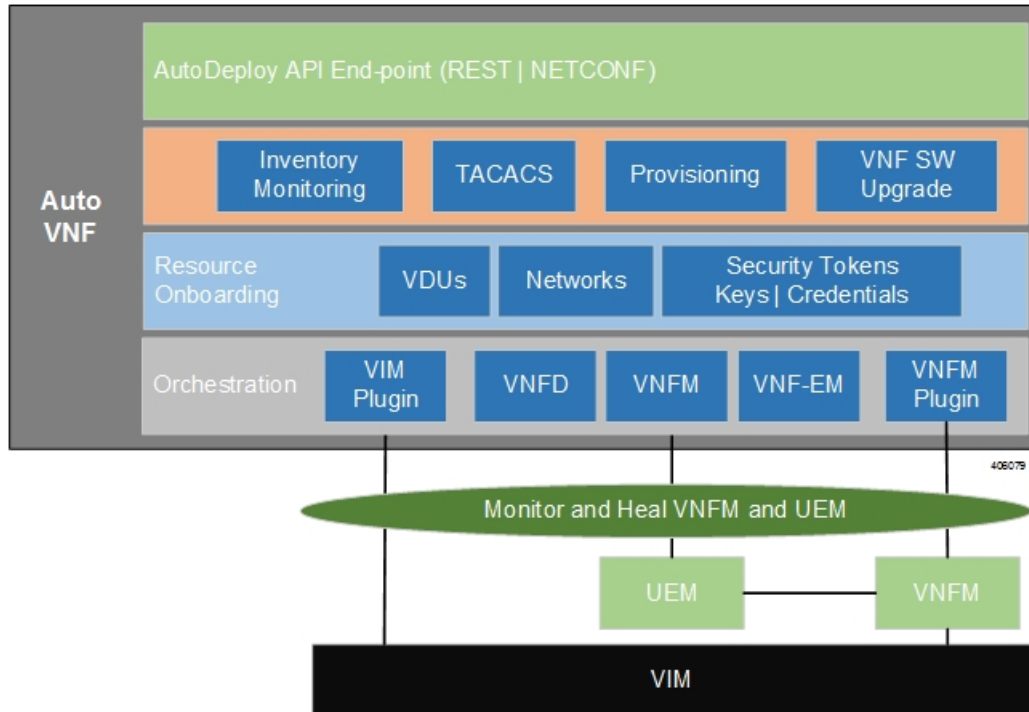 AutoDeploy API End-point (REST | NETCONF)
Auto
VNF
Inventory
Monitoring
TACACS
Provisioning
VNF SW
Upgrade
Resource
Onboarding
VDUs
Networks
Security Tokens
Keys | Credentials
Orchestration
VIM
Plugin
VNFD
VNFM
VNF-EM
VNFM
Plugin
406079
Monitor and Heal VNFM and UEM
UEM
VNFM
VIM